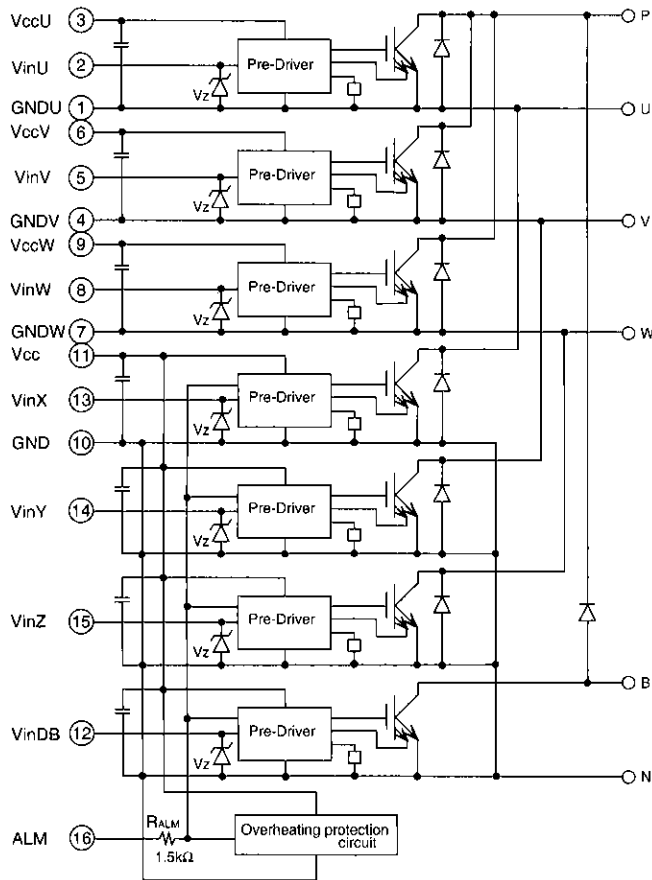 VccU 3 P
VinU 2 Pre-Driver
Vz
GNDU 1 U
VccV 6
VinV 5 Pre-Driver
Vz
GNDV 4 V
VccW 9
VinW 8 Pre-Driver
Vz
GNDW 7 W
Vcc 11
VinX 13 Pre-Driver
Vz
GND 10
VinY 14 Pre-Driver
Vz
VinZ 15 Pre-Driver
Vz
B
VinDB 12 Pre-Driver
Vz
N
RALM
ALM 16 Overheating protection
1.5kΩ circuit